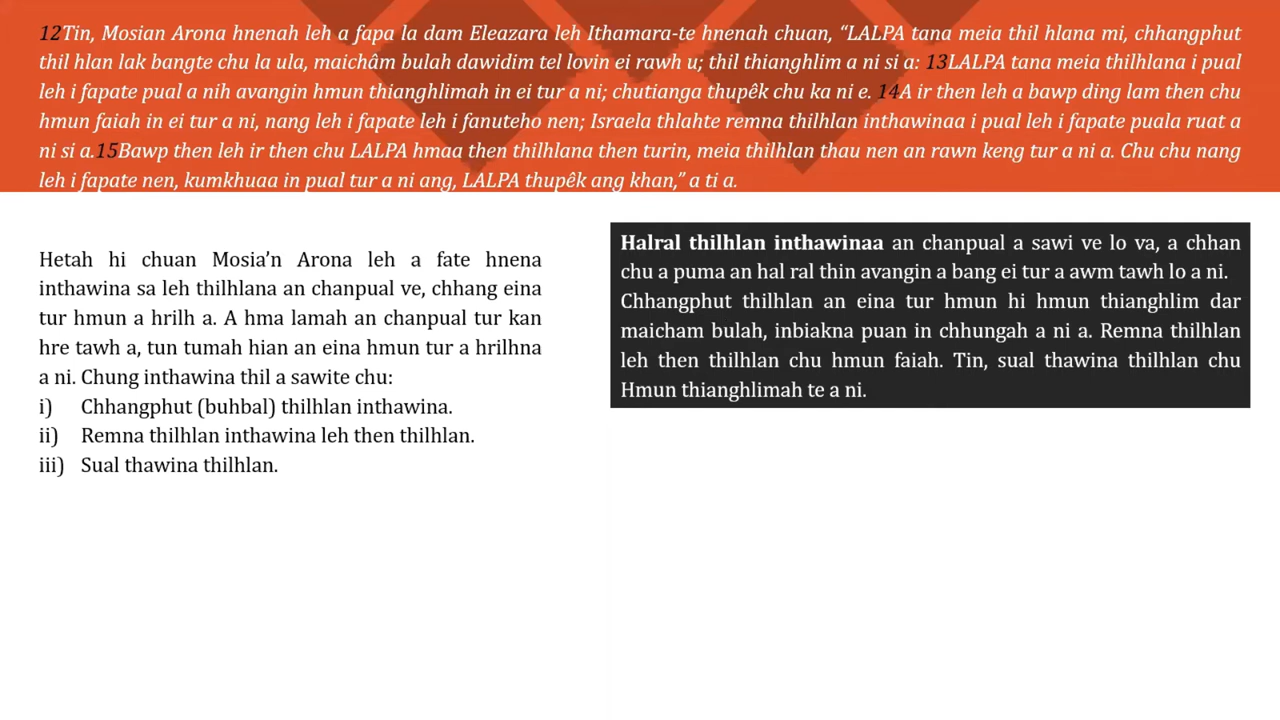 12Tin, Mosian Arona hnenah leh a fapa la dam Eleazara leh Ithamara-te hnenah chuan, “LALPA tana meia thil hlana mi, chhangphut
thil hlan lak bangte chu la ula, maichâm bulah dawidim tel lovin ei rawh u; thil thianghlim a ni si a: 13LALPA tana meia thilhlana i pual
leh i fapate pual a nih avangin hmun thianghlimah in ei tur a ni; chutianga thupêk chu ka ni e. 14A ir then leh a bawp ding lam then chu
hmun faiah in ei tur a ni, nang leh i fapate leh i fanuteho nen; Israela thlahte remna thilhlan inthawinaa i pual leh i fapate puala ruat a
ni si a.15Bawp then leh ir then chu LALPA hmaa then thilhlana then turin, meia thilhlan thau nen an rawn keng tur a ni a. Chu chu nang
leh i fapate nen, kumkhuaa in pual tur a ni ang, LALPA thupêk ang khan,” a ti a.
Hetah hi chuan Mosia’n Arona leh a fate hnena
inthawina sa leh thilhlana an chanpual ve, chhang eina
tur hmun a hrilh a. A hma lamah an chanpual tur kan
hre tawh a, tun tumah hian an eina hmun tur a hrilhna
a ni. Chung inthawina thil a sawite chu:
i) Chhangphut (buhbal) thilhlan inthawina.
ii) Remna thilhlan inthawina leh then thilhlan.
iii) Sual thawina thilhlan.
Halral thilhlan inthawinaa an chanpual a sawi ve lo va, a chhan
chu a puma an hal ral thin avangin a bang ei tur a awm tawh lo a ni.
Chhangphut thilhlan an eina tur hmun hi hmun thianghlim dar
maicham bulah, inbiakna puan in chhungah a ni a. Remna thilhlan
leh then thilhlan chu hmun faiah. Tin, sual thawina thilhlan chu
Hmun thianghlimah te a ni.